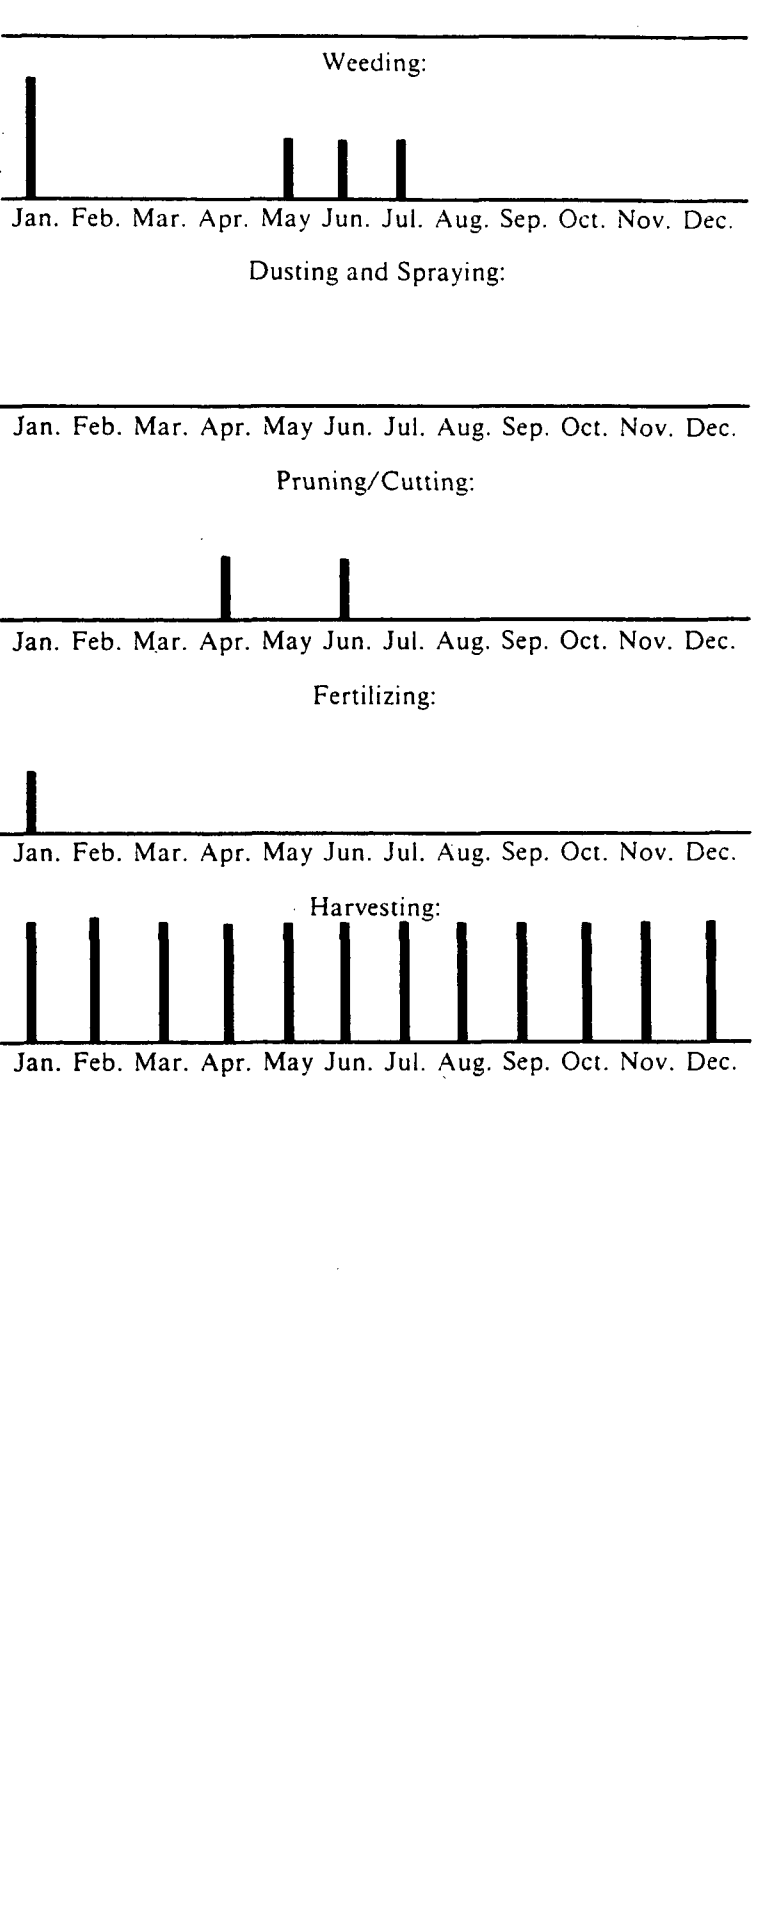 Weeding:
Jan. Feb. Mar. Apr. May Jun. Jul. Aug. Sep. Oct. Nov. Dec.
Dusting and Spraying:
Jan. Feb. Mar. Apr. May Jun. Jul. Aug. Sep. Oct. Nov. Dec.
Pruning/Cutting:
Jan. Feb. Mar. Apr. May Jun. Jul. Aug. Sep. Oct. Nov. Dec.
Fertilizing:
Jan. Feb. Mar. Apr. May Jun. Jul. Aug. Sep. Oct. Nov. Dec.
Harvesting:
Jan. Feb. Mar. Apr. May Jun. Jul. Aug. Sep. Oct. Nov. Dec.